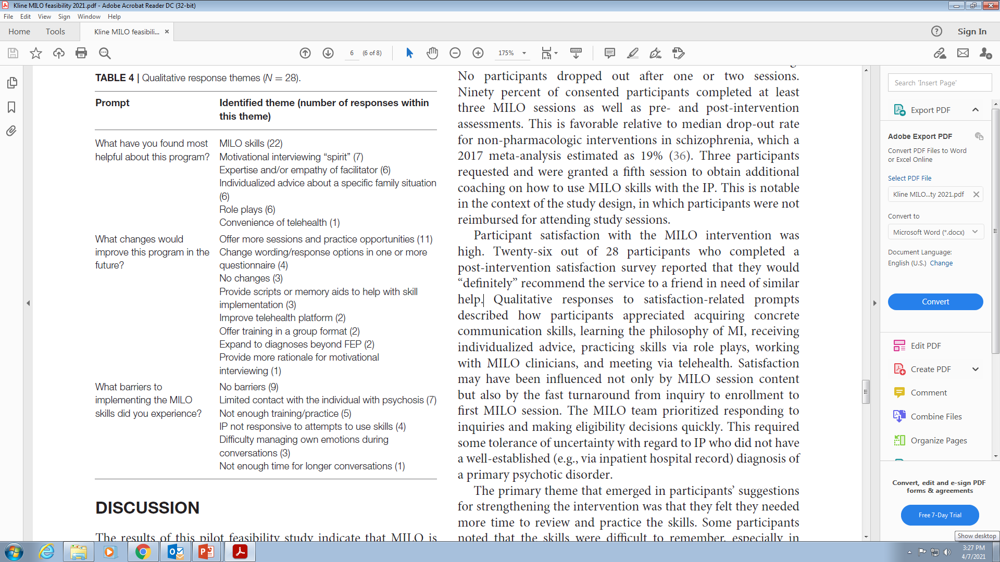 Kline MILO feasibility 2021.pdf - Adobe Acrobat Reader DC (32-bit)
File Edit View Sign Window Help
Home Tools Kline MILO feasibili... × Sign In
6 (6 of 8) 175%
TABLE 4 | Qualitative response themes (N = 28).
Prompt
Identified theme (number of responses within
this theme)
What have you found most
helpful about this program?
MILO skills (22)
Motivational interviewing “spirit” (7)
Expertise and/or empathy of facilitator (6)
Individualized advice about a specific family situation
(6)
Role plays (6)
Convenience of telehealth (1)
What changes would
improve this program in the
future?
Offer more sessions and practice opportunities (11)
Change wording/response options in one or more
questionnaire (4)
No changes (3)
Provide scripts or memory aids to help with skill
implementation (3)
Improve telehealth platform (2)
Offer training in a group format (2)
Expand to diagnoses beyond FEP (2)
Provide more rationale for motivational
interviewing (1)
What barriers to
implementing the MILO
skills did you experience?
No barriers (9)
Limited contact with the individual with psychosis (7)
Not enough training/practice (5)
IP not responsive to attempts to use skills (4)
Difficulty managing own emotions during
conversations (3)
Not enough time for longer conversations (1)
DISCUSSION
The results of this pilot feasibility study indicate that MILO is
No participants dropped out after one or two sessions.
Ninety percent of consented participants completed at least
three MILO sessions as well as pre- and post-intervention
assessments. This is favorable relative to median drop-out rate
for non-pharmacologic interventions in schizophrenia, which a
2017 meta-analysis estimated as 19% (36). Three participants
requested and were granted a fifth session to obtain additional
coaching on how to use MILO skills with the IP. This is notable
in the context of the study design, in which participants were not
reimbursed for attending study sessions.
Participant satisfaction with the MILO intervention was
high. Twenty-six out of 28 participants who completed a
post-intervention satisfaction survey reported that they would
“definitely” recommend the service to a friend in need of similar
help. Qualitative responses to satisfaction-related prompts
described how participants appreciated acquiring concrete
communication skills, learning the philosophy of MI, receiving
individualized advice, practicing skills via role plays, working
with MILO clinicians, and meeting via telehealth. Satisfaction
may have been influenced not only by MILO session content
but also by the fast turnaround from inquiry to enrollment to
first MILO session. The MILO team prioritized responding to
inquiries and making eligibility decisions quickly. This required
some tolerance of uncertainty with regard to IP who did not have
a well-established (e.g., via inpatient hospital record) diagnosis of
a primary psychotic disorder.
The primary theme that emerged in participants’ suggestions
for strengthening the intervention was that they felt they needed
more time to review and practice the skills. Some participants
noted that the skills were difficult to remember, especially in
Search 'Insert Page'
Export PDF
Adobe Export PDF
Convert PDF Files to Word
or Excel Online
Select PDF File
Kline MILO...ty 2021.pdf
Convert to
Microsoft Word (*.docx)
Document Language:
English (U.S.) Change
Convert
Edit PDF
Create PDF
Comment
Combine Files
Organize Pages
Convert, edit and e-sign PDF
forms & agreements
Free 7-Day Trial
Show desktop
3:27 PM
4/7/2021